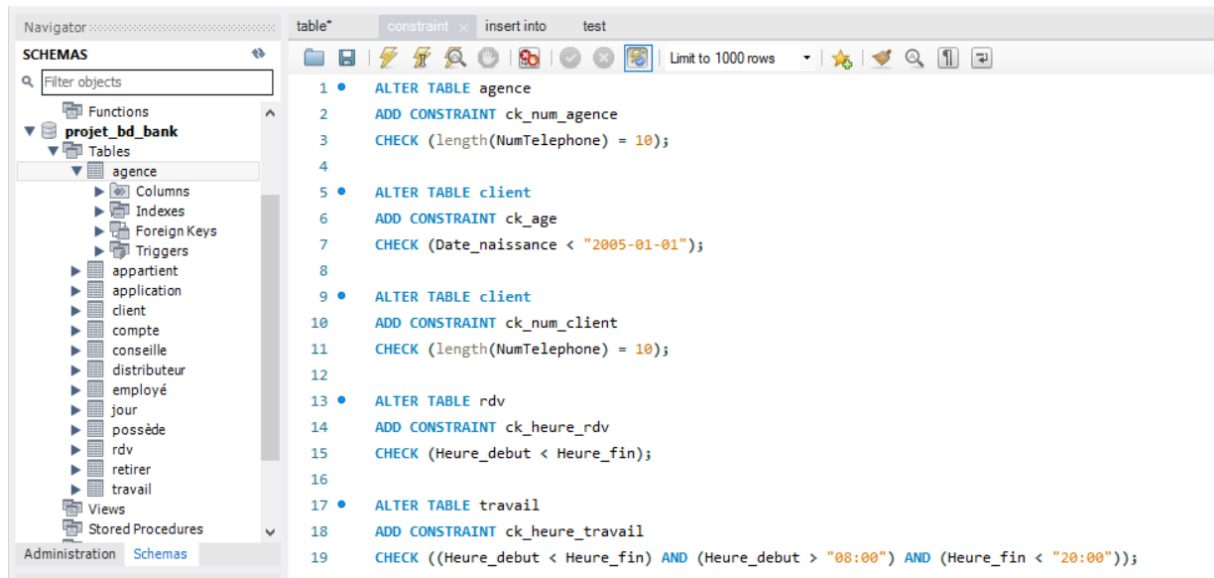 Navigator
SCHEMAS
Filter objects
Functions
projet_bd_bank
Tables
agence
Columns
Indexes
Foreign Keys
Triggers
appartient
application
client
compte
conseille
distributeur
employé
jour
possède
rdv
retirer
travail
Views
Stored Procedures
Administration Schemas
table* constraint × insert into test
Limit to 1000 rows
1 ALTER TABLE agence
2 ADD CONSTRAINT ck_num_agence
3 CHECK (length(NumTelephone) = 10);
4
5 ALTER TABLE client
6 ADD CONSTRAINT ck_age
7 CHECK (Date_naissance < "2005-01-01");
8
9 ALTER TABLE client
10 ADD CONSTRAINT ck_num_client
11 CHECK (length(NumTelephone) = 10);
12
13 ALTER TABLE rdv
14 ADD CONSTRAINT ck_heure_rdv
15 CHECK (Heure_debut < Heure_fin);
16
17 ALTER TABLE travail
18 ADD CONSTRAINT ck_heure_travail
19 CHECK ((Heure_debut < Heure_fin) AND (Heure_debut > "08:00") AND (Heure_fin < "20:00"));